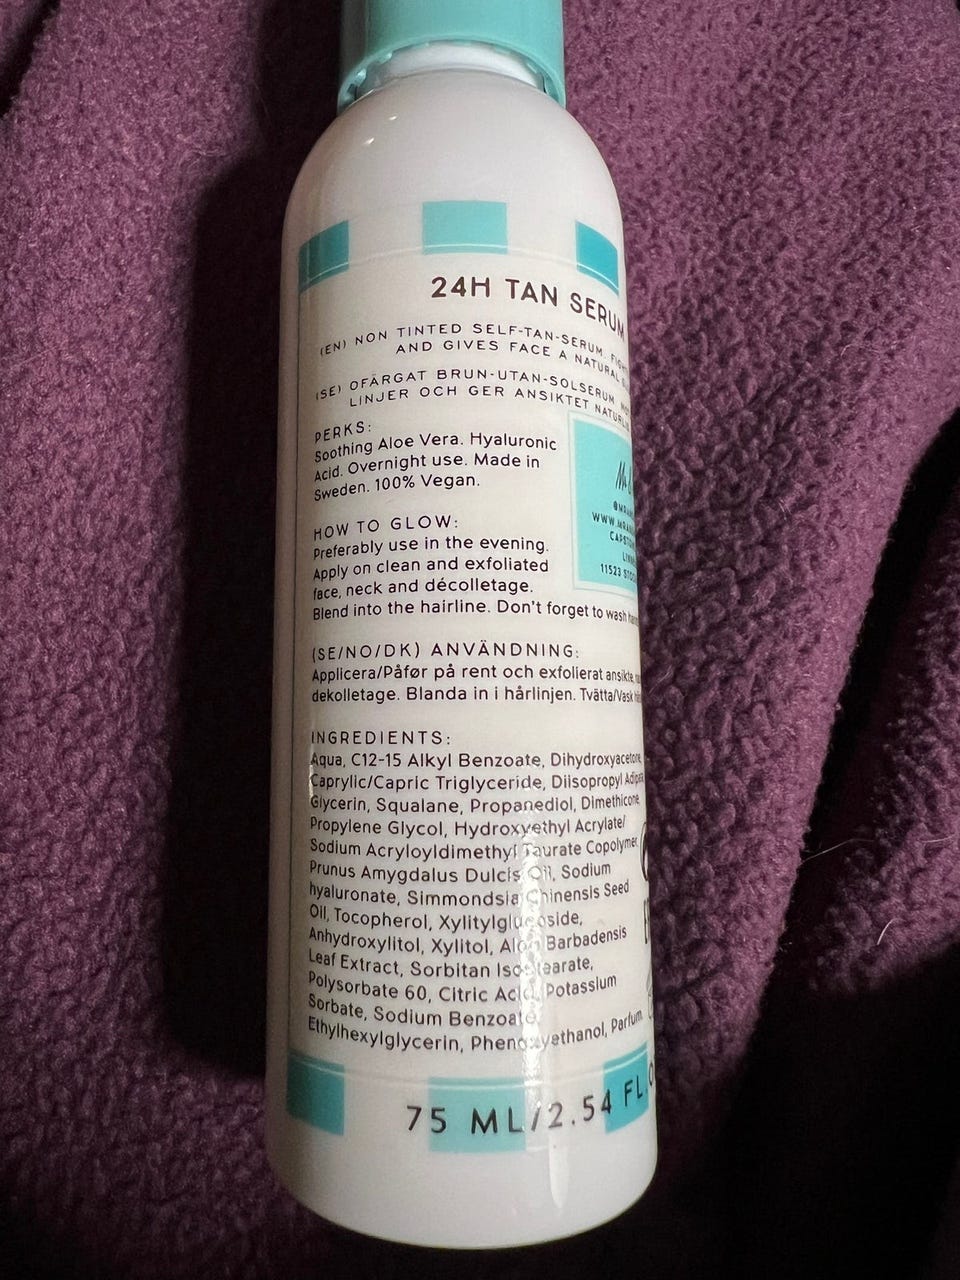 24H TAN SERUM
(EN) NON TINTED SELF-TAN-SERUM.
AND GIVES FACE A NATURAL
(SE) OFÄRGAT BRUN-UTAN-SOLSERUM.
LINJER OCH GER ANSIKTET
PERKS:
Soothing Aloe Vera. Hyaluronic
Acid. Overnight use. Made in
Sweden. 100% Vegan.
11523
HOW TO GLOW:
Preferably use in the evening.
Apply on clean and exfoliated
face, neck and décolletage.
Blend into the hairline. Don't forget to wash
(SE/NO/DK) ANVÄNDNING:
Applicera/Påfør på rent och exfolierat ansikte,
dekolletage. Blanda in i hårlinjen. Tvätta/Vask
INGREDIENTS:
Aqua, C12-15 Alkyl Benzoate, Dihydroxyacetone,
Caprylic/Capric Triglyceride, Diisopropyl Adipate,
Glycerin, Squalane, Propanediol, Dimethicone,
Propylene Glycol, Hydroxyethyl Acrylate/
Sodium Acryloyldimethyl Taurate Copolymer,
Prunus Amygdalus Dulcis Oil, Sodium
hyaluronate, Simmondsia Chinensis Seed
Oil, Tocopherol, Xylitylglucoside,
Anhydroxylitol, Xylitol, Aloe Barbadensis
Leaf Extract, Sorbitan Isostearate,
Polysorbate 60, Citric Acid, Potassium
Sorbate, Sodium Benzoate,
Ethylhexylglycerin, Phenoxyethanol, Parfum
75 ML/2.54 FL.